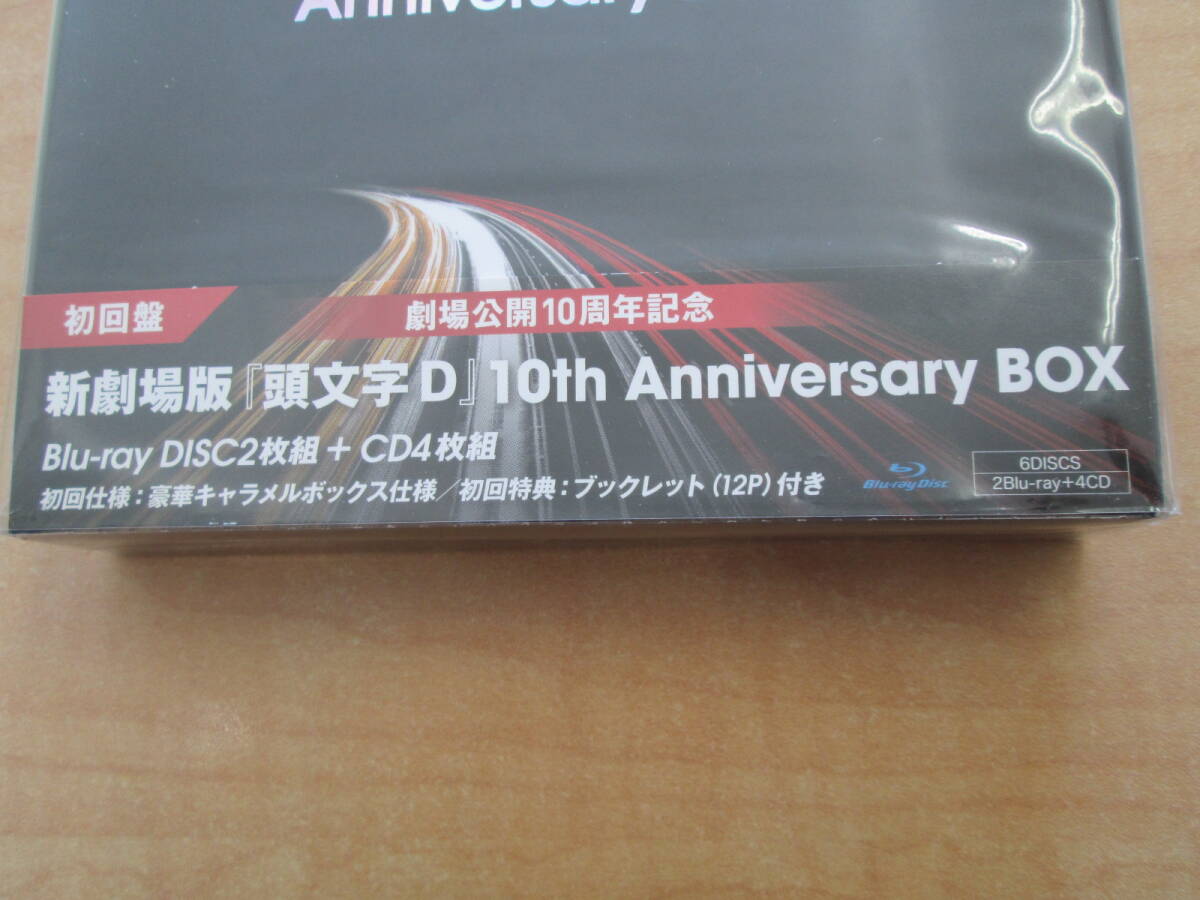 Anniversary
初回盤
劇場公開10周年記念
新劇場版『頭文字D』10th Anniversary BOX
Blu-ray DISC2枚組 + CD4枚組
初回仕様：豪華キャラメルボックス仕様／初回特典：ブックレット（12P）付き
Blu-ray Disc
6DISCS
2Blu-ray+4CD